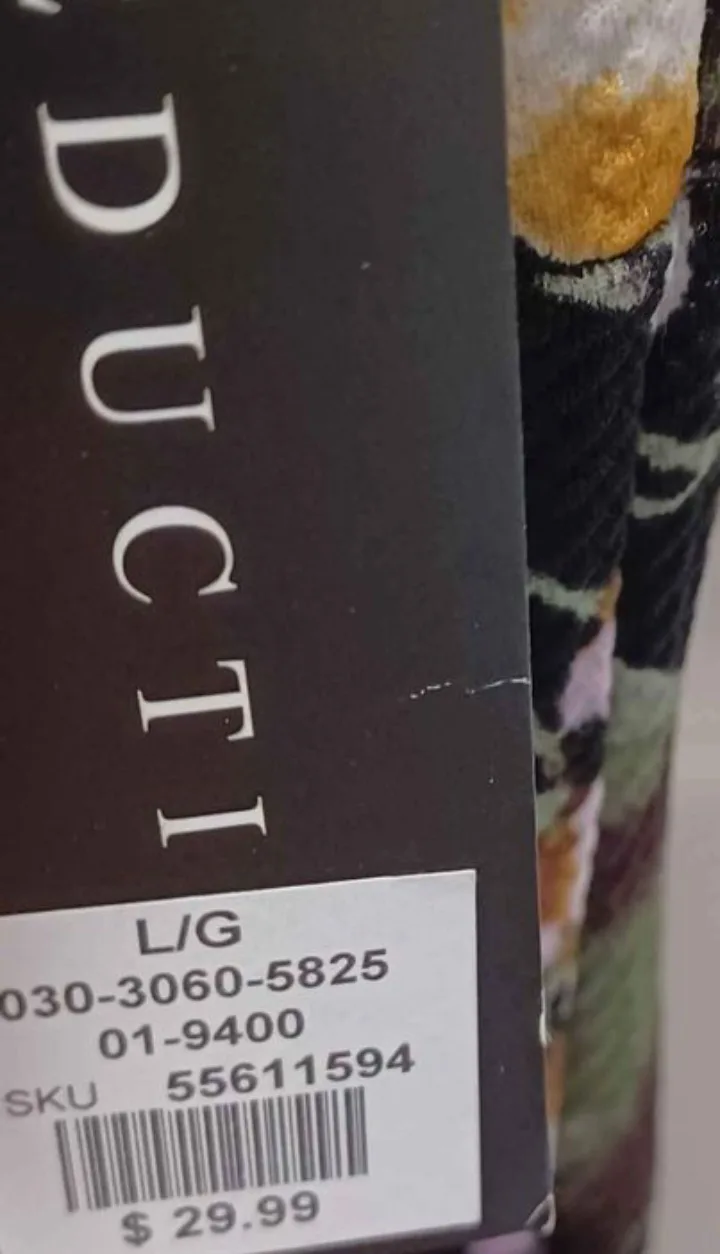 DUCTI
L/G
030-3060-5825
01-9400
SKU 55611594
$ 29.99